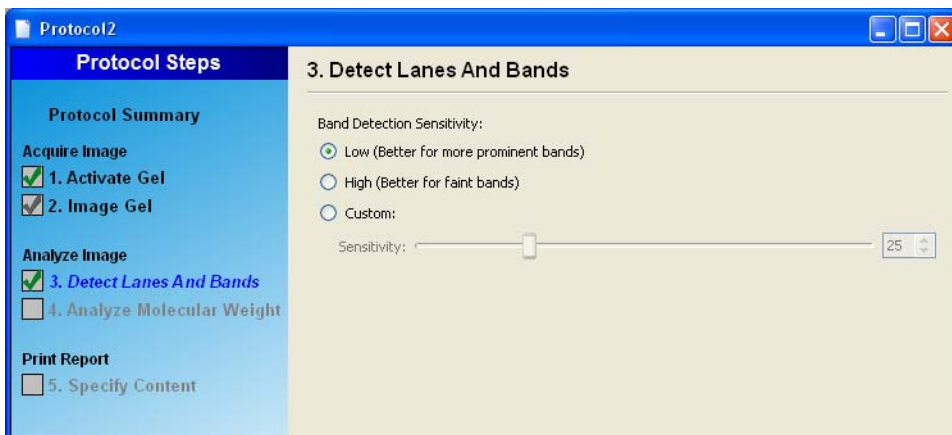 Protocol2
Protocol Steps
Protocol Summary
Acquire Image
1. Activate Gel
2. Image Gel
Analyze Image
3. Detect Lanes And Bands
4. Analyze Molecular Weight
Print Report
5. Specify Content
3. Detect Lanes And Bands
Band Detection Sensitivity:
Low (Better for more prominent bands)
High (Better for faint bands)
Custom:
Sensitivity: 25